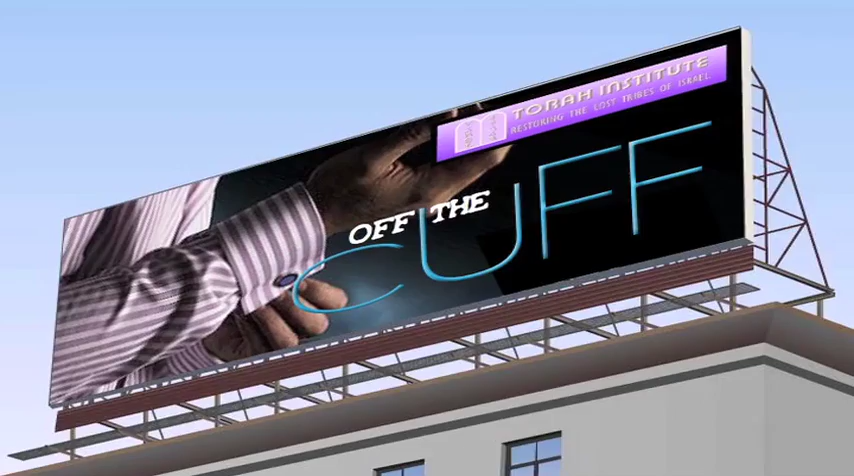 TORAH INSTITUTE
RESTORING THE LOST TRIBES OF ISRAEL
OFF THE
CUFF